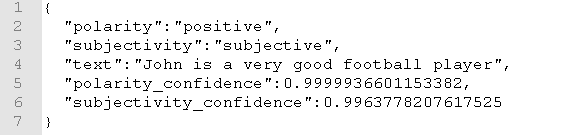 1 {
2 "polarity":"positive",
3 "subjectivity":"subjective",
4 "text":"John is a very good football player",
5 "polarity_confidence":0.9999936601153382,
6 "subjectivity_confidence":0.9963778207617525
7 }